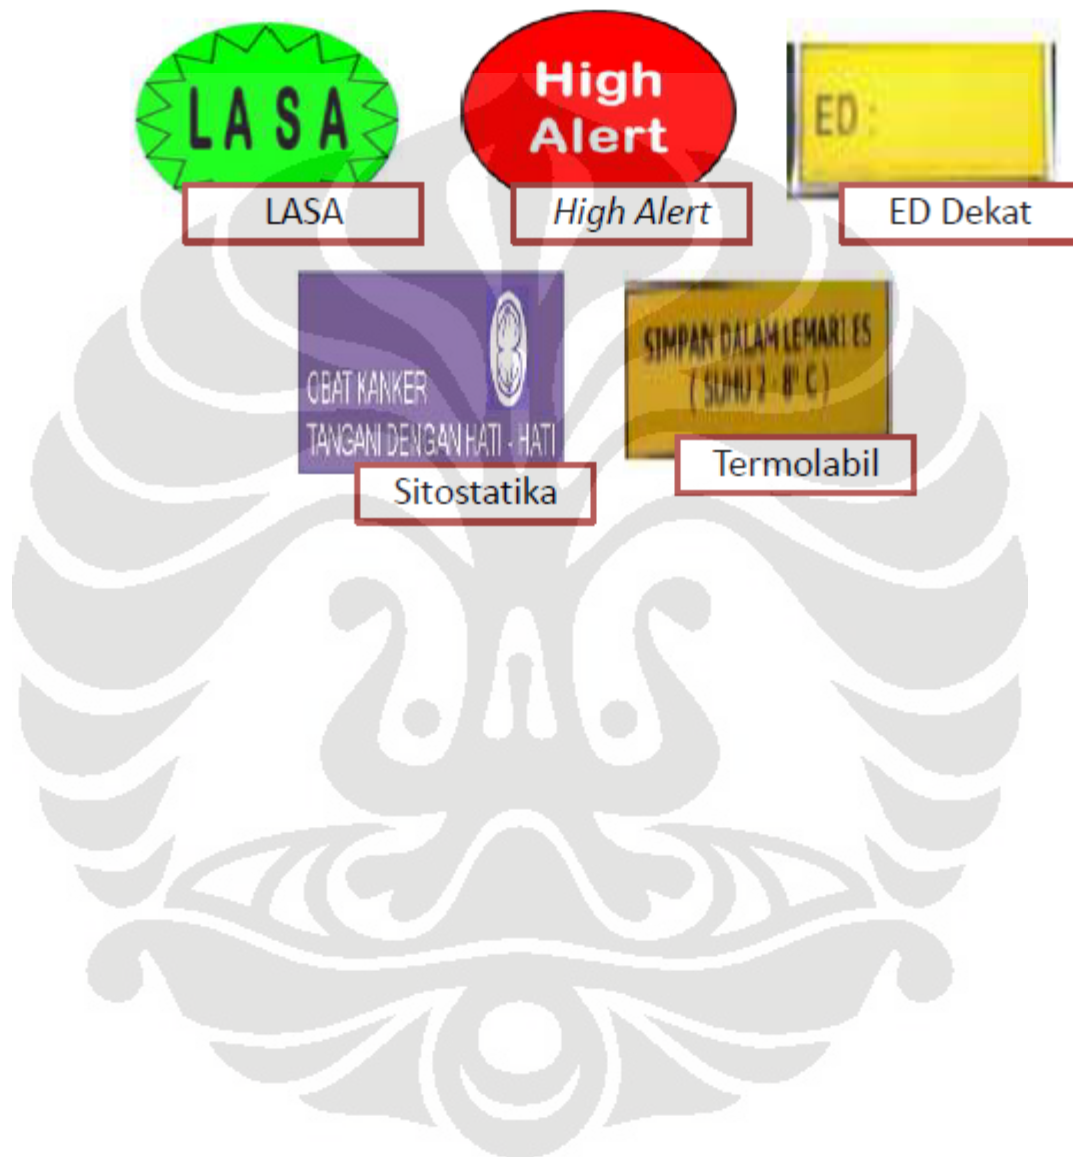 LASA
High
Alert
ED :
LASA
High Alert
ED Dekat
OBAT KANKER
TANGANI DENGAN HATI - HATI
SIMPAN DALAM LEMARI ES
( SUHU 2 - 8° C )
Sitostatika
Termolabil